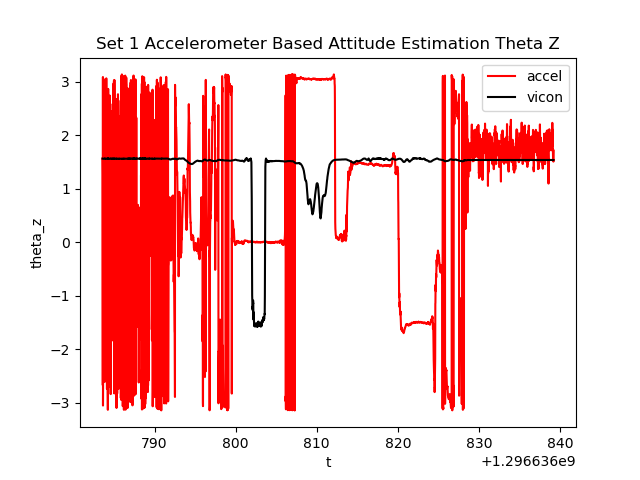 Set 1 Accelerometer Based Attitude Estimation Theta Z
accel
vicon
theta_z
3
2
1
0
−1
−2
−3
790
800
810
820
830
840
t
+1.296636e9